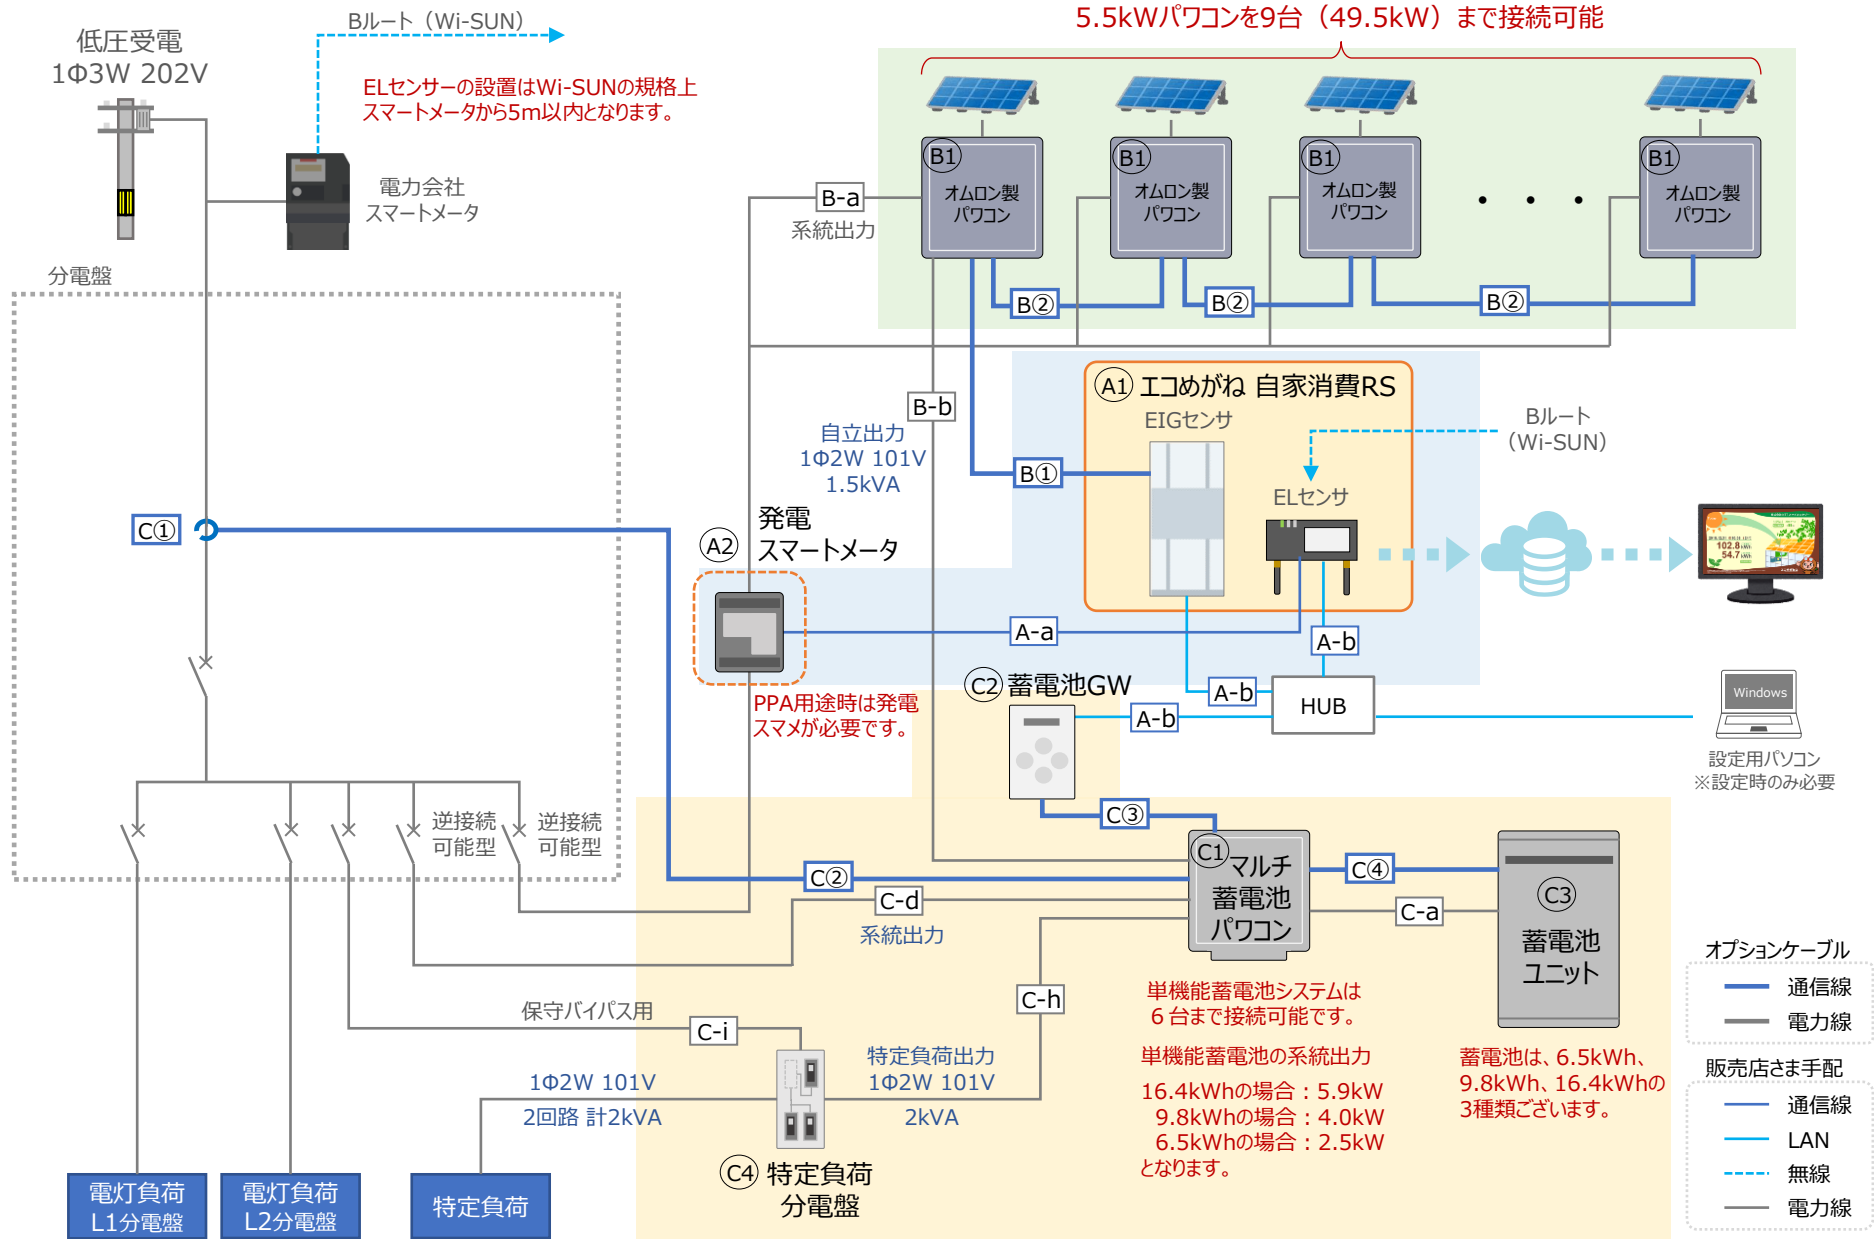 5.5kWパワコンを9台（49.5kW）まで接続可能
Bルート（Wi-SUN）
低圧受電
1Φ3W 202V
ELセンサーの設置はWi-SUNの規格上
スマートメータから5m以内となります。
電力会社
スマートメータ
分電盤
B1
オムロン製
パワコン
B1
オムロン製
パワコン
B1
オムロン製
パワコン
・・・
B1
オムロン製
パワコン
B-a
系統出力
B②
B②
B②
B-b
自立出力
1Φ2W 101V
1.5kVA
A1 エコめがね 自家消費RS
EIGセンサ
ELセンサ
Bルート
（Wi-SUN）
B①
C①
A2
発電
スマートメータ
102.8
54.7
A-a
A-b
A-b
A-b
HUB
PPA用途時は発電
スマメが必要です。
C2 蓄電池GW
Windows
設定用パソコン
※設定時のみ必要
C③
逆接続
可能型
逆接続
可能型
C②
C-d
系統出力
C1
マルチ
蓄電池
パワコン
C④
C-a
C3
蓄電池
ユニット
C-h
保守バイパス用
C-i
特定負荷出力
1Φ2W 101V
2kVA
1Φ2W 101V
2回路 計2kVA
C4 特定負荷
分電盤
単機能蓄電池システムは
６台まで接続可能です。
単機能蓄電池の系統出力
16.4kWhの場合：5.9kW
9.8kWhの場合：4.0kW
6.5kWhの場合：2.5kW
となります。
蓄電池は、6.5kWh、
9.8kWh、16.4kWhの
3種類ございます。
オプションケーブル
通信線
電力線
販売店さま手配
通信線
LAN
無線
電力線
電灯負荷
L1分電盤
電灯負荷
L2分電盤
特定負荷